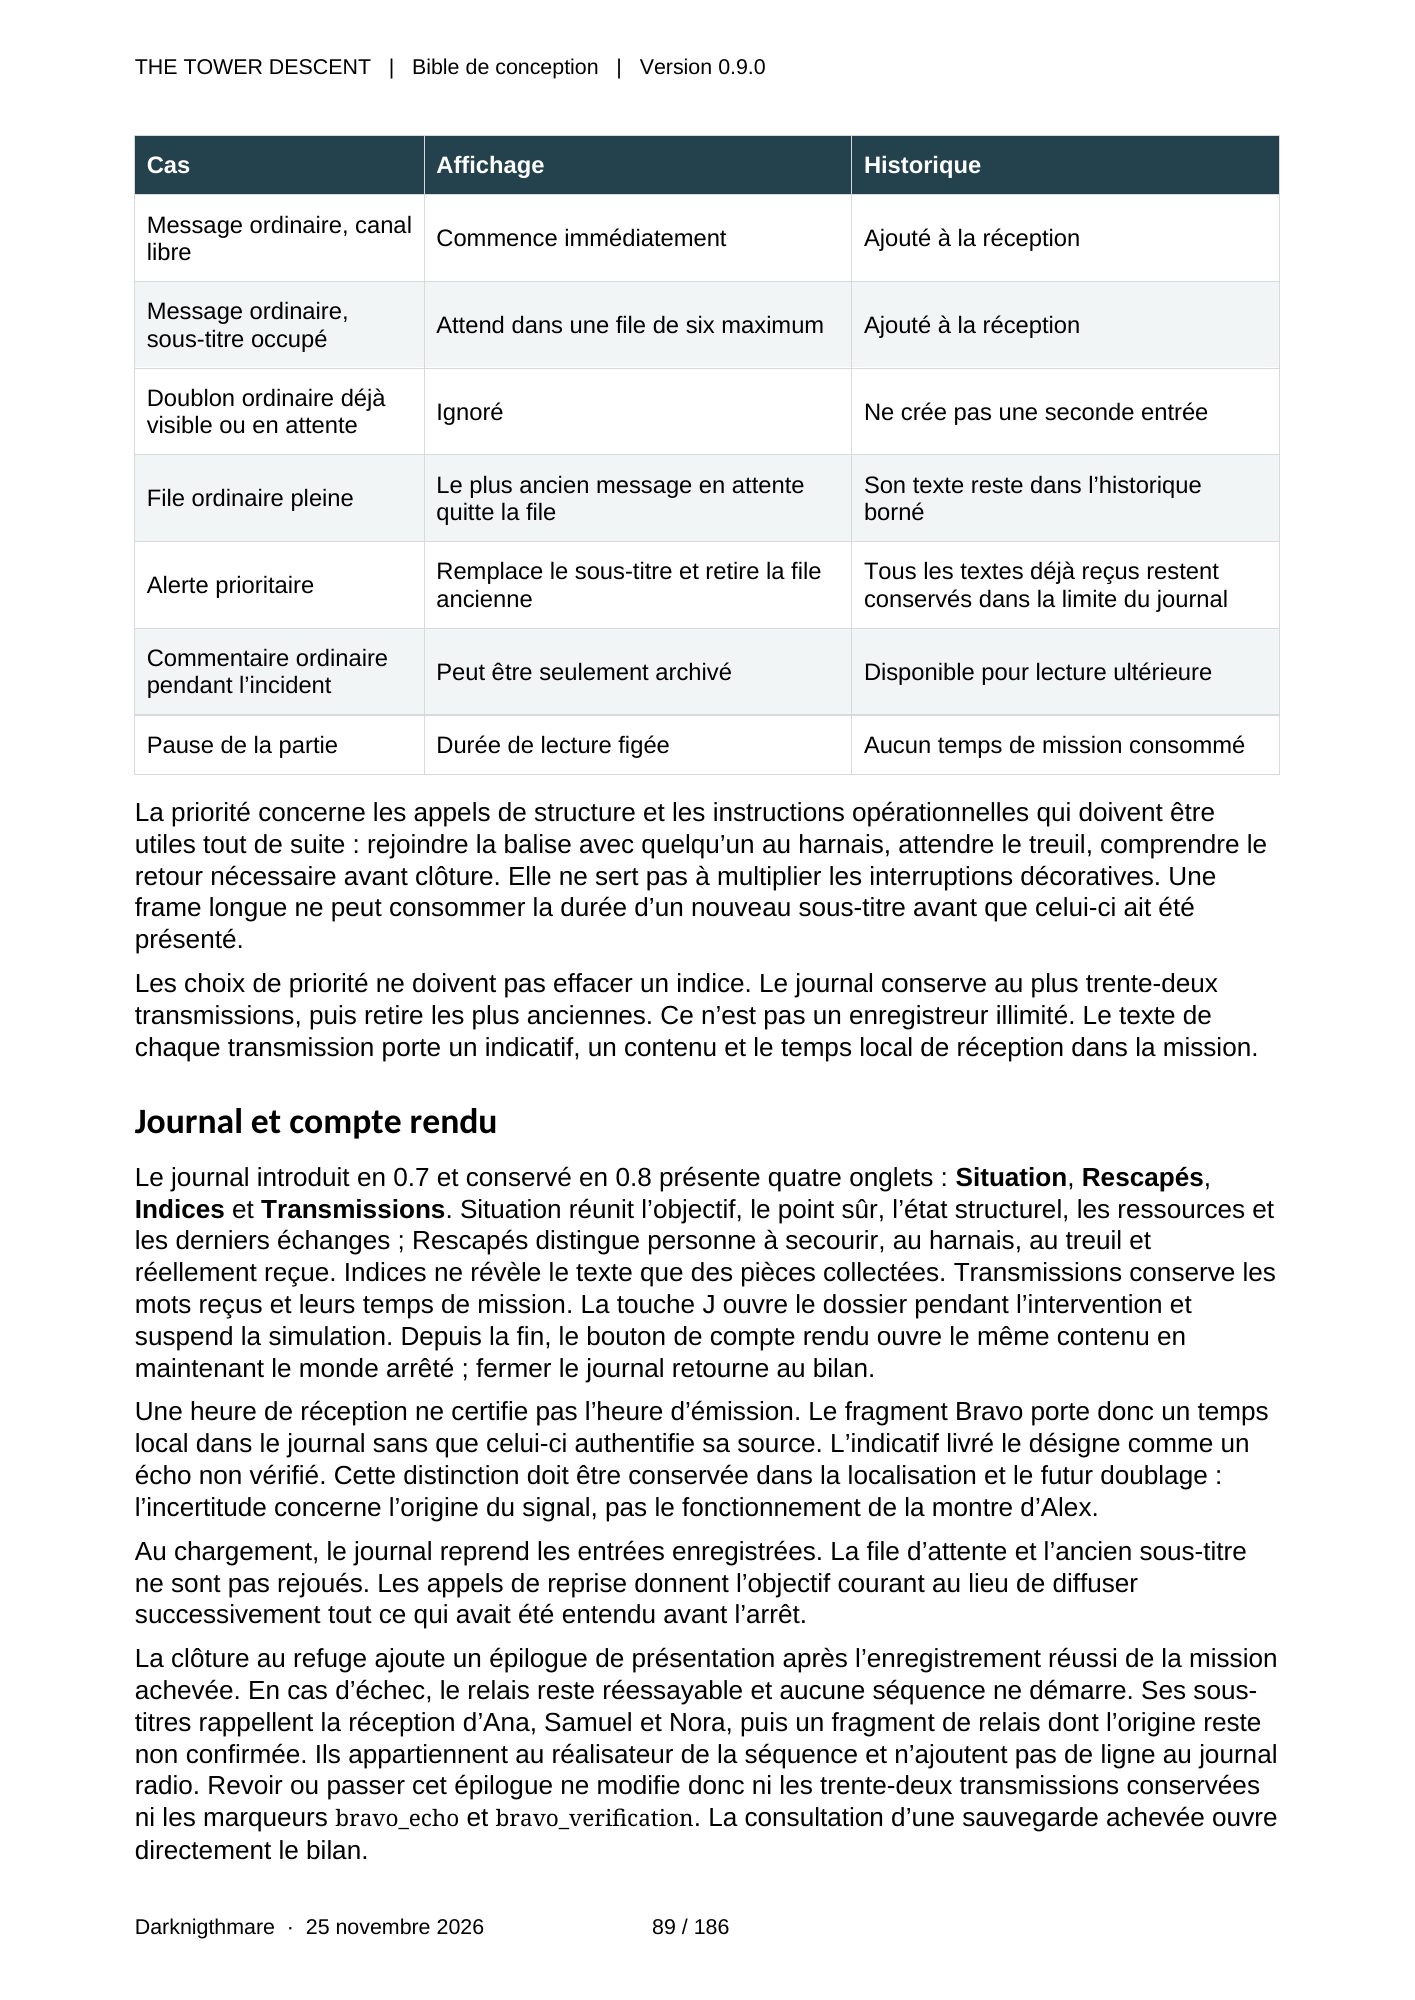 THE TOWER DESCENT | Bible de conception | Version 0.9.0
Cas Affichage Historique
Message ordinaire, canal
libre
Commence immédiatement
Ajouté à la réception
Message ordinaire,
sous-titre occupé
Attend dans une file de six maximum
Ajouté à la réception
Doublon ordinaire déjà
visible ou en attente
Ignoré
Ne crée pas une seconde entrée
File ordinaire pleine
Le plus ancien message en attente
quitte la file
Son texte reste dans l’historique
borné
Alerte prioritaire
Remplace le sous-titre et retire la file
ancienne
Tous les textes déjà reçus restent
conservés dans la limite du journal
Commentaire ordinaire
pendant l’incident
Peut être seulement archivé
Disponible pour lecture ultérieure
Pause de la partie
Durée de lecture figée
Aucun temps de mission consommé
La priorité concerne les appels de structure et les instructions opérationnelles qui doivent être
utiles tout de suite : rejoindre la balise avec quelqu’un au harnais, attendre le treuil, comprendre le
retour nécessaire avant clôture. Elle ne sert pas à multiplier les interruptions décoratives. Une
frame longue ne peut consommer la durée d’un nouveau sous-titre avant que celui-ci ait été
présenté.
Les choix de priorité ne doivent pas effacer un indice. Le journal conserve au plus trente-deux
transmissions, puis retire les plus anciennes. Ce n’est pas un enregistreur illimité. Le texte de
chaque transmission porte un indicatif, un contenu et le temps local de réception dans la mission.
Journal et compte rendu
Le journal introduit en 0.7 et conservé en 0.8 présente quatre onglets : Situation, Rescapés,
Indices et Transmissions. Situation réunit l’objectif, le point sûr, l’état structurel, les ressources et
les derniers échanges ; Rescapés distingue personne à secourir, au harnais, au treuil et
réellement reçue. Indices ne révèle le texte que des pièces collectées. Transmissions conserve les
mots reçus et leurs temps de mission. La touche J ouvre le dossier pendant l’intervention et
suspend la simulation. Depuis la fin, le bouton de compte rendu ouvre le même contenu en
maintenant le monde arrêté ; fermer le journal retourne au bilan.
Une heure de réception ne certifie pas l’heure d’émission. Le fragment Bravo porte donc un temps
local dans le journal sans que celui-ci authentifie sa source. L’indicatif livré le désigne comme un
écho non vérifié. Cette distinction doit être conservée dans la localisation et le futur doublage :
l’incertitude concerne l’origine du signal, pas le fonctionnement de la montre d’Alex.
Au chargement, le journal reprend les entrées enregistrées. La file d’attente et l’ancien sous-titre
ne sont pas rejoués. Les appels de reprise donnent l’objectif courant au lieu de diffuser
successivement tout ce qui avait été entendu avant l’arrêt.
La clôture au refuge ajoute un épilogue de présentation après l’enregistrement réussi de la mission
achevée. En cas d’échec, le relais reste réessayable et aucune séquence ne démarre. Ses sous-
titres rappellent la réception d’Ana, Samuel et Nora, puis un fragment de relais dont l’origine reste
non confirmée. Ils appartiennent au réalisateur de la séquence et n’ajoutent pas de ligne au journal
radio. Revoir ou passer cet épilogue ne modifie donc ni les trente-deux transmissions conservées
ni les marqueurs bravo_echo et bravo_verification. La consultation d’une sauvegarde achevée ouvre
directement le bilan.
Darknigthmare · 25 novembre 2026 89 / 186